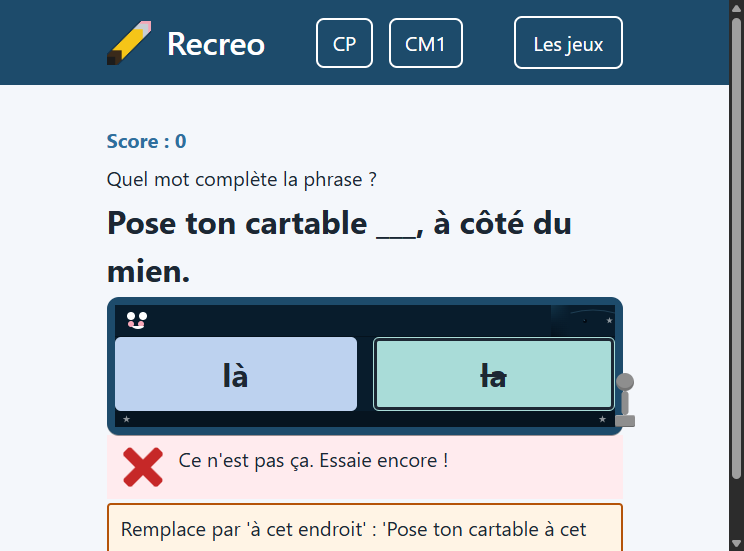 Recreo
CP
CM1
Les jeux
Score : 0
Quel mot complète la phrase ?
Pose ton cartable ___, à côté du
mien.
là
la
Ce n'est pas ça. Essaie encore !
Remplace par 'à cet endroit' : 'Pose ton cartable à cet